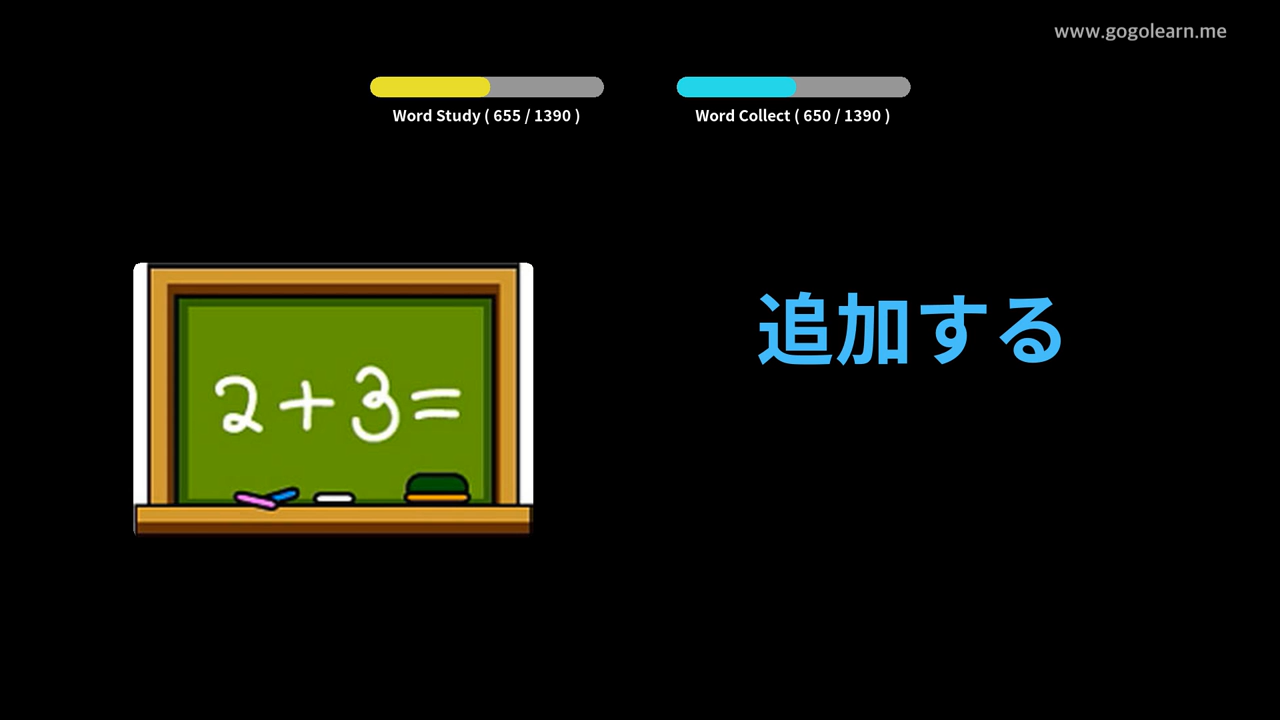 www.gogolearn.me
Word Study ( 655 / 1390 )
Word Collect ( 650 / 1390 )
追加する
2+3=